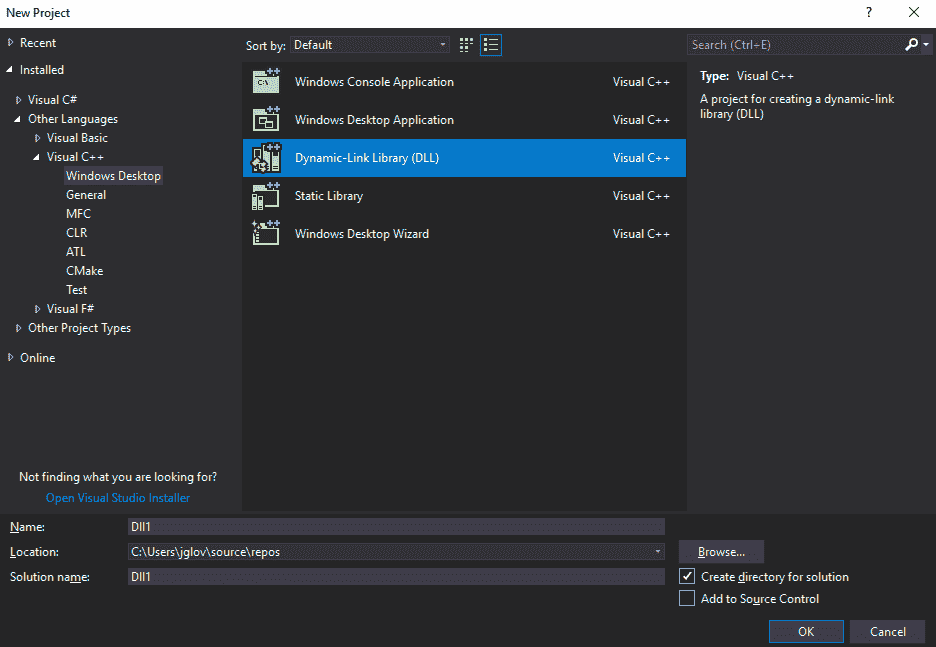 New Project
?
Recent
Installed
Visual C#
Other Languages
Visual Basic
Visual C++
Windows Desktop
General
MFC
CLR
ATL
CMake
Test
Visual F#
Other Project Types
Online
Not finding what you are looking for?
Open Visual Studio Installer
Sort by: Default
Windows Console Application Visual C++
Windows Desktop Application Visual C++
Dynamic-Link Library (DLL) Visual C++
Static Library Visual C++
Windows Desktop Wizard Visual C++
Search (Ctrl+E)
Type: Visual C++
A project for creating a dynamic-link
library (DLL)
Name: Dll1
Location: C:\Users\jglov\source\repos
Solution name: Dll1
Browse...
Create directory for solution
Add to Source Control
OK Cancel